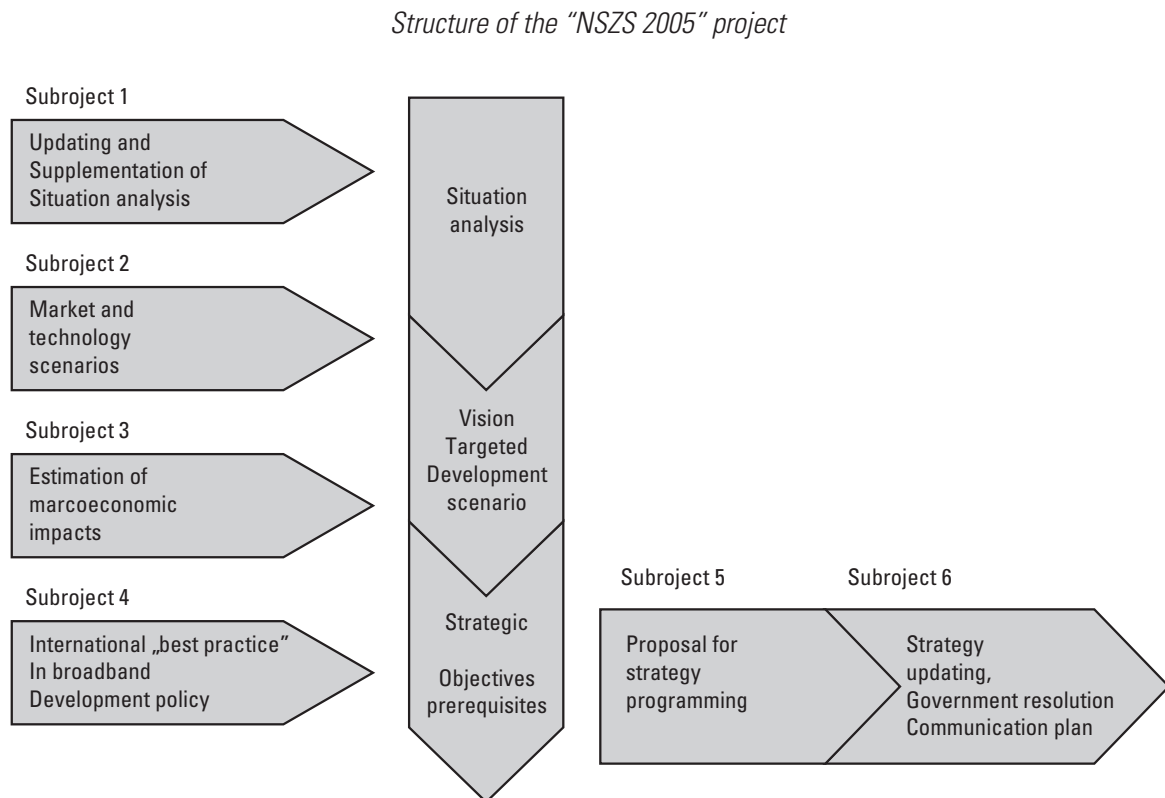 Structure of the “NSZS 2005” project
Subroject 1
Updating and
Supplementation of
Situation analysis
Subroject 2
Market and
technology
scenarios
Subroject 3
Estimation of
marcoeconomic
impacts
Subroject 4
International „best practice”
In broadband
Development policy
Situation
analysis
Vision
Targeted
Development
scenario
Strategic
Objectives
prerequisites
Subroject 5
Proposal for
strategy
programming
Subroject 6
Strategy
updating,
Government resolution
Communication plan